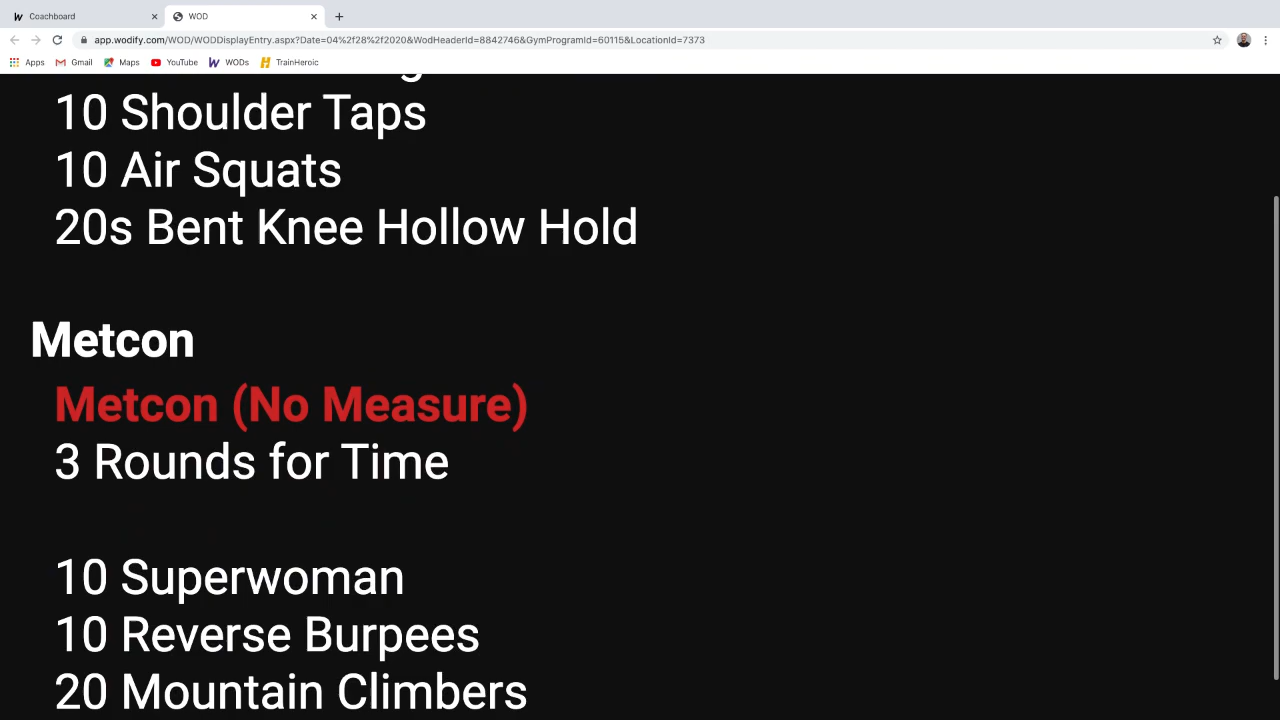 Coachboard
WOD
app.wodify.com/WOD/WODDisplayEntry.aspx?Date=04%2f28%2f2020&WodHeaderId=8842746&GymProgramId=60115&LocationId=7373
Apps Gmail Maps YouTube WODs TrainHeroic
10 Shoulder Taps
10 Air Squats
20s Bent Knee Hollow Hold
Metcon
Metcon (No Measure)
3 Rounds for Time
10 Superwoman
10 Reverse Burpees
20 Mountain Climbers